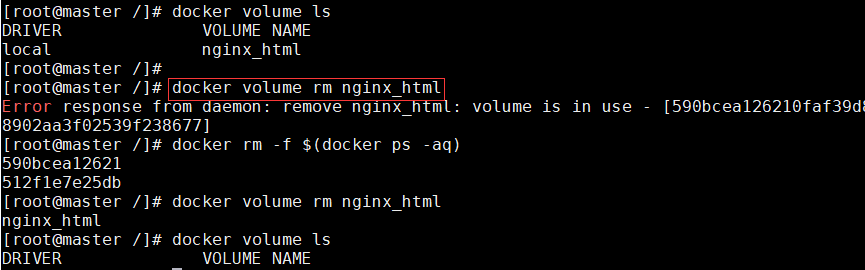 [root@master /]# docker volume ls
DRIVER              VOLUME NAME
local               nginx_html
[root@master /]#
[root@master /]# docker volume rm nginx_html
Error response from daemon: remove nginx_html: volume is in use - [590bcea126210faf39d8
8902aa3f02539f238677]
[root@master /]# docker rm -f $(docker ps -aq)
590bcea12621
512f1e7e25db
[root@master /]# docker volume rm nginx_html
nginx_html
[root@master /]# docker volume ls
DRIVER              VOLUME NAME